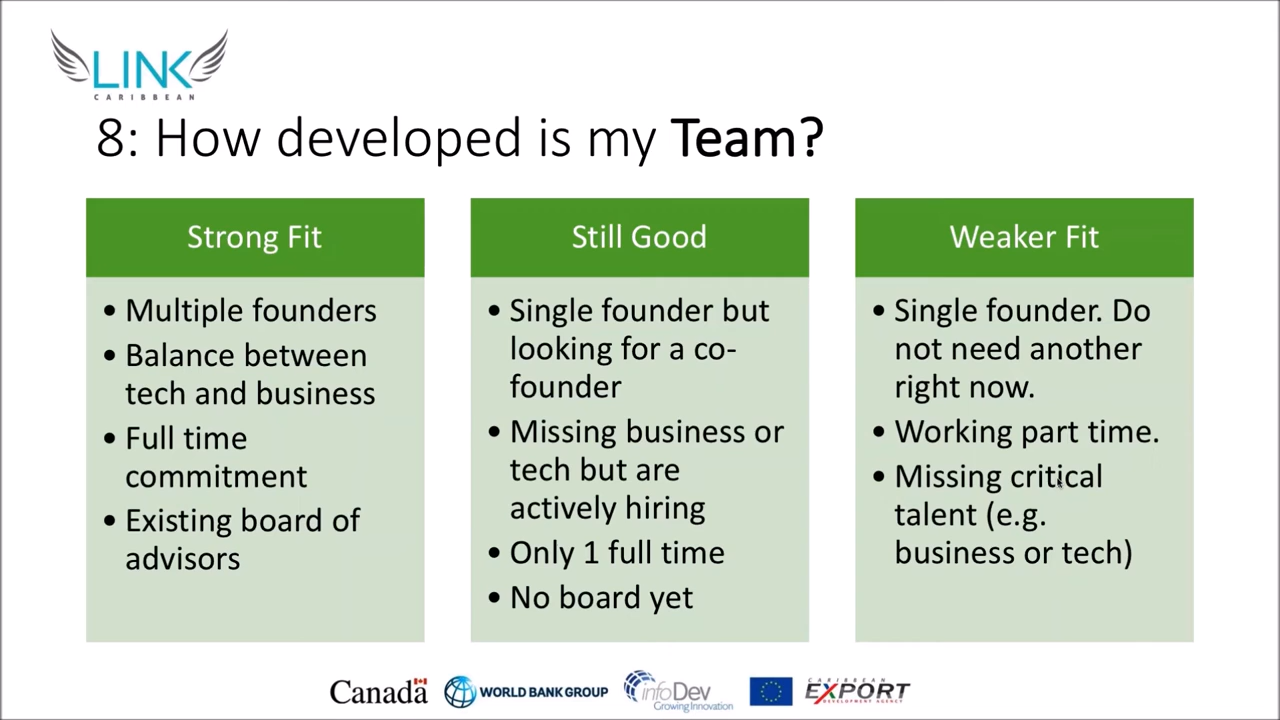 LINK
CARIBBEAN
8: How developed is my Team?
Strong Fit
• Multiple founders
• Balance between
tech and business
• Full time
commitment
• Existing board of
advisors
Still Good
• Single founder but
looking for a co-
founder
• Missing business or
tech but are
actively hiring
• Only 1 full time
• No board yet
Weaker Fit
• Single founder. Do
not need another
right now.
• Working part time.
• Missing critical
talent (e.g.
business or tech)
Canada
WORLD BANK GROUP
infoDev
Growing Innovation
CARIBBEAN
EXPORT
DEVELOPMENT AGENCY